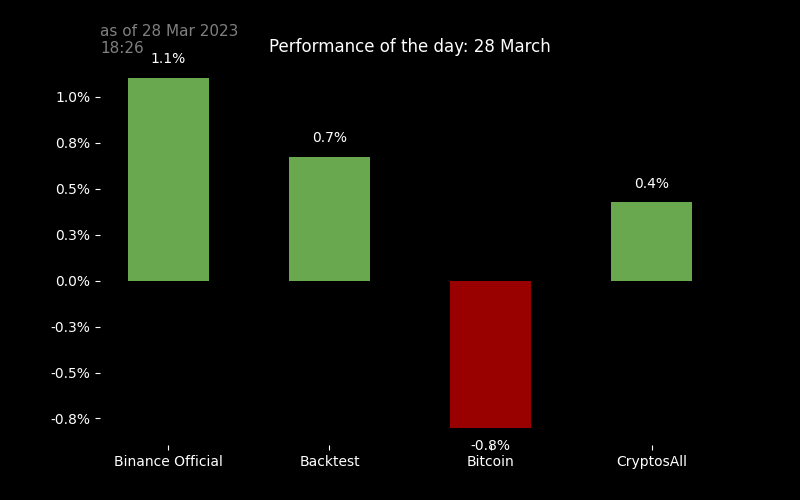 as of 28 Mar 2023
18:26
Performance of the day: 28 March
1.1%
0.7%
-0.8%
0.4%
1.0%
0.8%
0.5%
0.3%
0.0%
-0.3%
-0.5%
-0.8%
Binance Official
Backtest
Bitcoin
CryptosAll